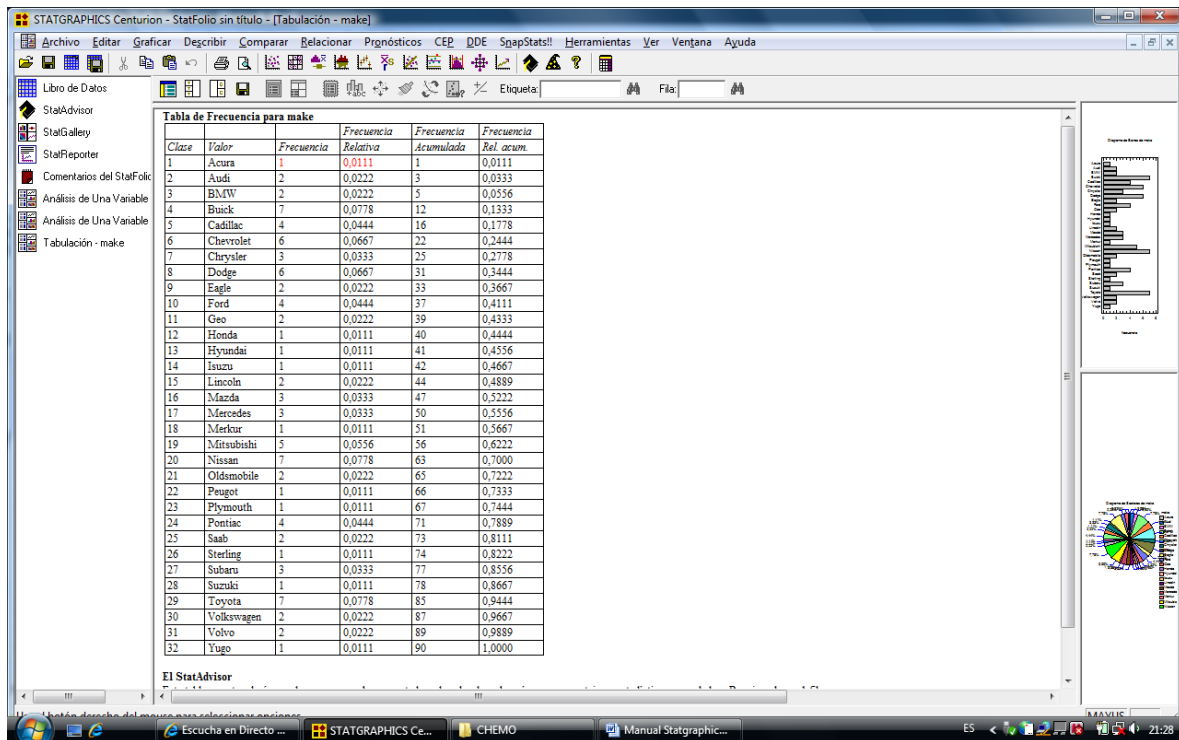 STATGRAPHICS Centurion - StatFolio sin título - [Tabulación - make]
Archivo Editar Graficar Describir Comparar Relacionar Pronósticos CEP DDE SnapStats!! Herramientas Ver Ventana Ayuda
Etiqueta: Fila:
Libro de Datos
StatAdvisor
StatGallery
StatReporter
Comentarios del StatFolio
Análisis de Una Variable
Análisis de Una Variable
Tabulación - make
Tabla de Frecuencia para make
Frecuencia Frecuencia Frecuencia
Clase Valor Frecuencia Relativa Acumulada Rel. acum.
1 Acura 1 0,0111 1 0,0111
2 Audi 2 0,0222 3 0,0333
3 BMW 2 0,0222 5 0,0556
4 Buick 7 0,0778 12 0,1333
5 Cadillac 4 0,0444 16 0,1778
6 Chevrolet 6 0,0667 22 0,2444
7 Chrysler 3 0,0333 25 0,2778
8 Dodge 6 0,0667 31 0,3444
9 Eagle 2 0,0222 33 0,3667
10 Ford 4 0,0444 37 0,4111
11 Geo 2 0,0222 39 0,4333
12 Honda 1 0,0111 40 0,4444
13 Hyundai 1 0,0111 41 0,4556
14 Isuzu 1 0,0111 42 0,4667
15 Lincoln 2 0,0222 44 0,4889
16 Mazda 3 0,0333 47 0,5222
17 Mercedes 3 0,0333 50 0,5556
18 Merkur 1 0,0111 51 0,5667
19 Mitsubishi 5 0,0556 56 0,6222
20 Nissan 7 0,0778 63 0,7000
21 Oldsmobile 2 0,0222 65 0,7222
22 Peugot 1 0,0111 66 0,7333
23 Plymouth 1 0,0111 67 0,7444
24 Pontiac 4 0,0444 71 0,7889
25 Saab 2 0,0222 73 0,8111
26 Sterling 1 0,0111 74 0,8222
27 Subaru 3 0,0333 77 0,8556
28 Suzuki 1 0,0111 78 0,8667
29 Toyota 7 0,0778 85 0,9444
30 Volkswagen 2 0,0222 87 0,9667
31 Volvo 2 0,0222 89 0,9889
32 Yugo 1 0,0111 90 1,0000
El StatAdvisor
Diagrama de Barras de make
Diagrama de Sectores de make
MAYUS
Escucha en Directo ... STATGRAPHICS Ce... CHEMO Manual Statgraphic... ES 21:28